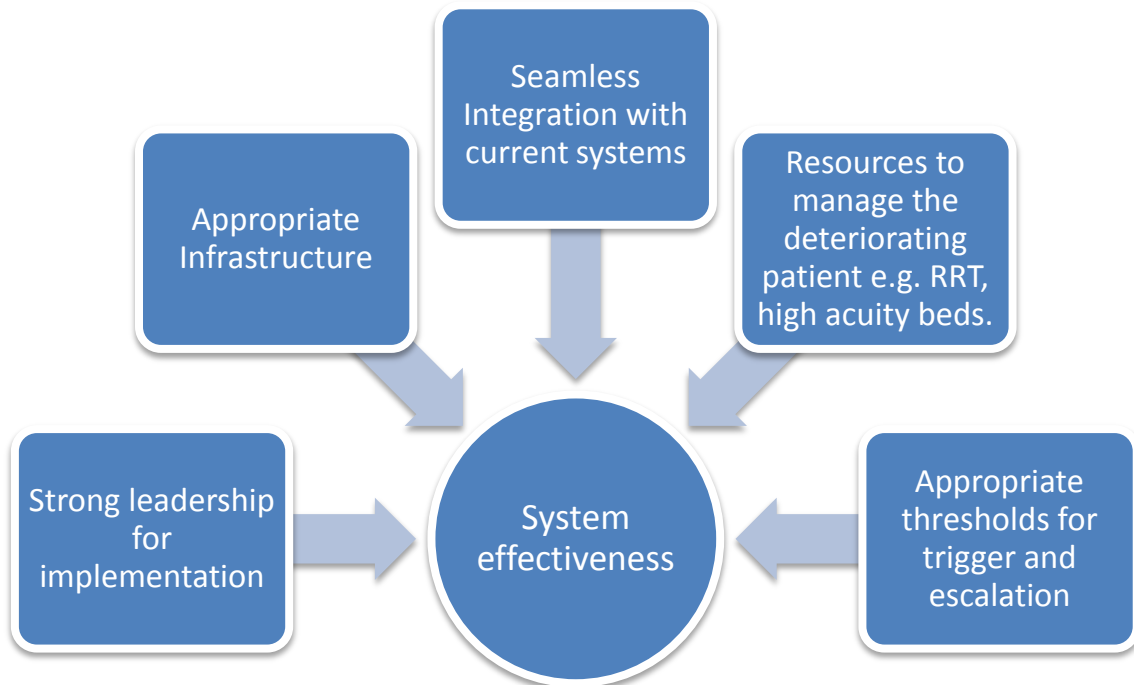 Seamless
Integration with
current systems
Appropriate
Infrastructure
Resources to
manage the
deteriorating
patient e.g. RRT,
high acuity beds.
Strong leadership
for
implementation
System
effectiveness
Appropriate
thresholds for
trigger and
escalation